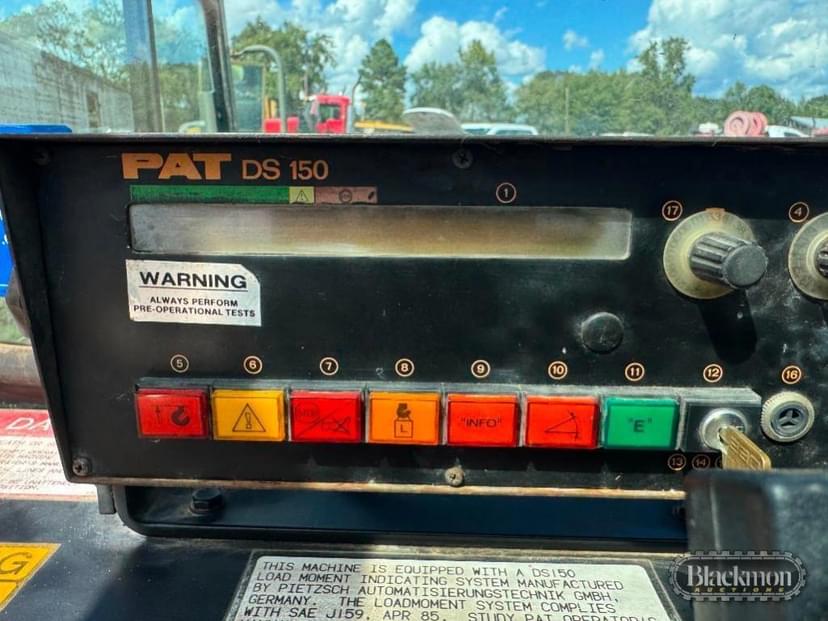 PAT DS 150
1
17
4
WARNING
ALWAYS PERFORM
PRE-OPERATIONAL TESTS
5 6 7 8 9 10 11 12 16
L "INFO" "E"
13 14
DA
G
THIS MACHINE IS EQUIPPED WITH A DS150
LOAD MOMENT INDICATING SYSTEM MANUFACTURED
BY PIETZSCH AUTOMATISIERUNGSTECHNIK GMBH,
GERMANY. THE LOADMOMENT SYSTEM COMPLIES
WITH SAE J159, APR 85. STUDY PAT OPERATOR'S
Blackmon
AUCTIONS